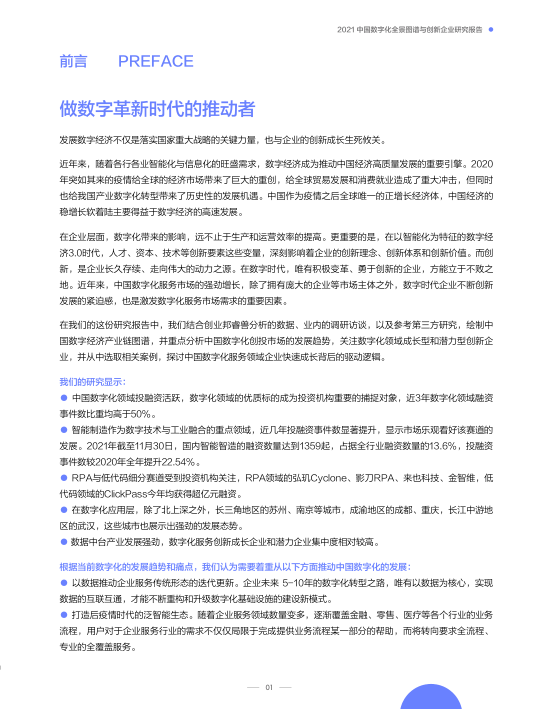 2021 中国数字化全景图谱与创新企业研究报告
前言 PREFACE
做数字革新时代的推动者
发展数字经济不仅是落实国家重大战略的关键力量，也与企业的创新成长生死攸关。
近年来，随着各行各业智能化与信息化的旺盛需求，数字经济成为推动中国经济高质量发展的重要引擎。2020
年突如其来的疫情给全球的经济市场带来了巨大的重创，给全球贸易发展和消费就业造成了重大冲击，但同时
也给我国产业数字化转型带来了历史性的发展机遇。中国作为疫情之后全球唯一的正增长经济体，中国经济的
稳增长软着陆主要得益于数字经济的高速发展。
在企业层面，数字化带来的影响，远不止于生产和运营效率的提高。更重要的是，在以智能化为特征的数字经
济3.0时代，人才、资本、技术等创新要素这些变量，深刻影响着企业的创新理念、创新体系和创新价值。而创
新，是企业长久存续、走向伟大的动力之源。在数字时代，唯有积极变革、勇于创新的企业，方能立于不败之
地。近年来，中国数字化服务市场的强劲增长，除了拥有庞大的企业等市场主体之外，数字时代企业不断创新
发展的紧迫感，也是激发数字化服务市场需求的重要因素。
在我们的这份研究报告中，我们结合创业邦睿兽分析的数据、业内的调研访谈，以及参考第三方研究，绘制中
国数字经济产业链图谱，并重点分析中国数字化创投市场的发展趋势，关注数字化领域成长型和潜力型创新企
业，并从中选取相关案例，探讨中国数字化服务领域企业快速成长背后的驱动逻辑。
我们的研究显示：
● 中国数字化领域投融资活跃，数字化领域的优质标的成为投资机构重要的捕捉对象，近3年数字化领域融资
事件数比重均高于50%。
● 智能制造作为数字技术与工业融合的重点领域，近几年投融资事件数显著提升，显示市场乐观看好该赛道的
发展。2021年截至11月30日，国内智能智造的融资数量达到1359起，占据全行业融资数量的13.6%，投融资
事件数较2020年全年提升22.54%。
● RPA与低代码细分赛道受到投资机构关注，RPA领域的弘玑Cyclone、影刀RPA、来也科技、金智维，低
代码领域的ClickPass今年均获得超亿元融资。
● 在数字化应用层，除了北上深之外，长三角地区的苏州、南京等城市，成渝地区的成都、重庆，长江中游地
区的武汉，这些城市也展示出强劲的发展态势。
● 数据中台产业发展强劲，数字化服务创新成长企业和潜力企业集中度相对较高。
根据当前数字化的发展趋势和痛点，我们认为需要着重从以下方面推动中国数字化的发展：
● 以数据推动企业服务传统形态的迭代更新。企业未来 5-10年的数字化转型之路，唯有以数据为核心，实现
数据的互联互通，才能不断重构和升级数字化基础设施的建设新模式。
● 打造后疫情时代的泛智能生态。随着企业服务领域数量变多，逐渐覆盖金融、零售、医疗等各个行业的业务
流程，用户对于企业服务行业的需求不仅仅局限于完成提供业务流程某一部分的帮助，而将转向要求全流程、
专业的全覆盖服务。
01